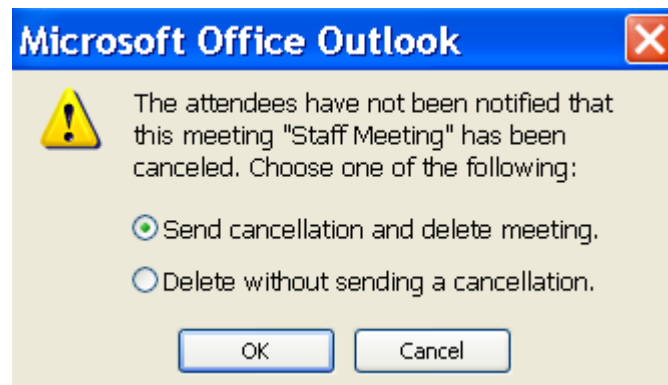 Microsoft Office Outlook
The attendees have not been notified that
this meeting "Staff Meeting" has been
canceled. Choose one of the following:
Send cancellation and delete meeting.
Delete without sending a cancellation.
OK Cancel